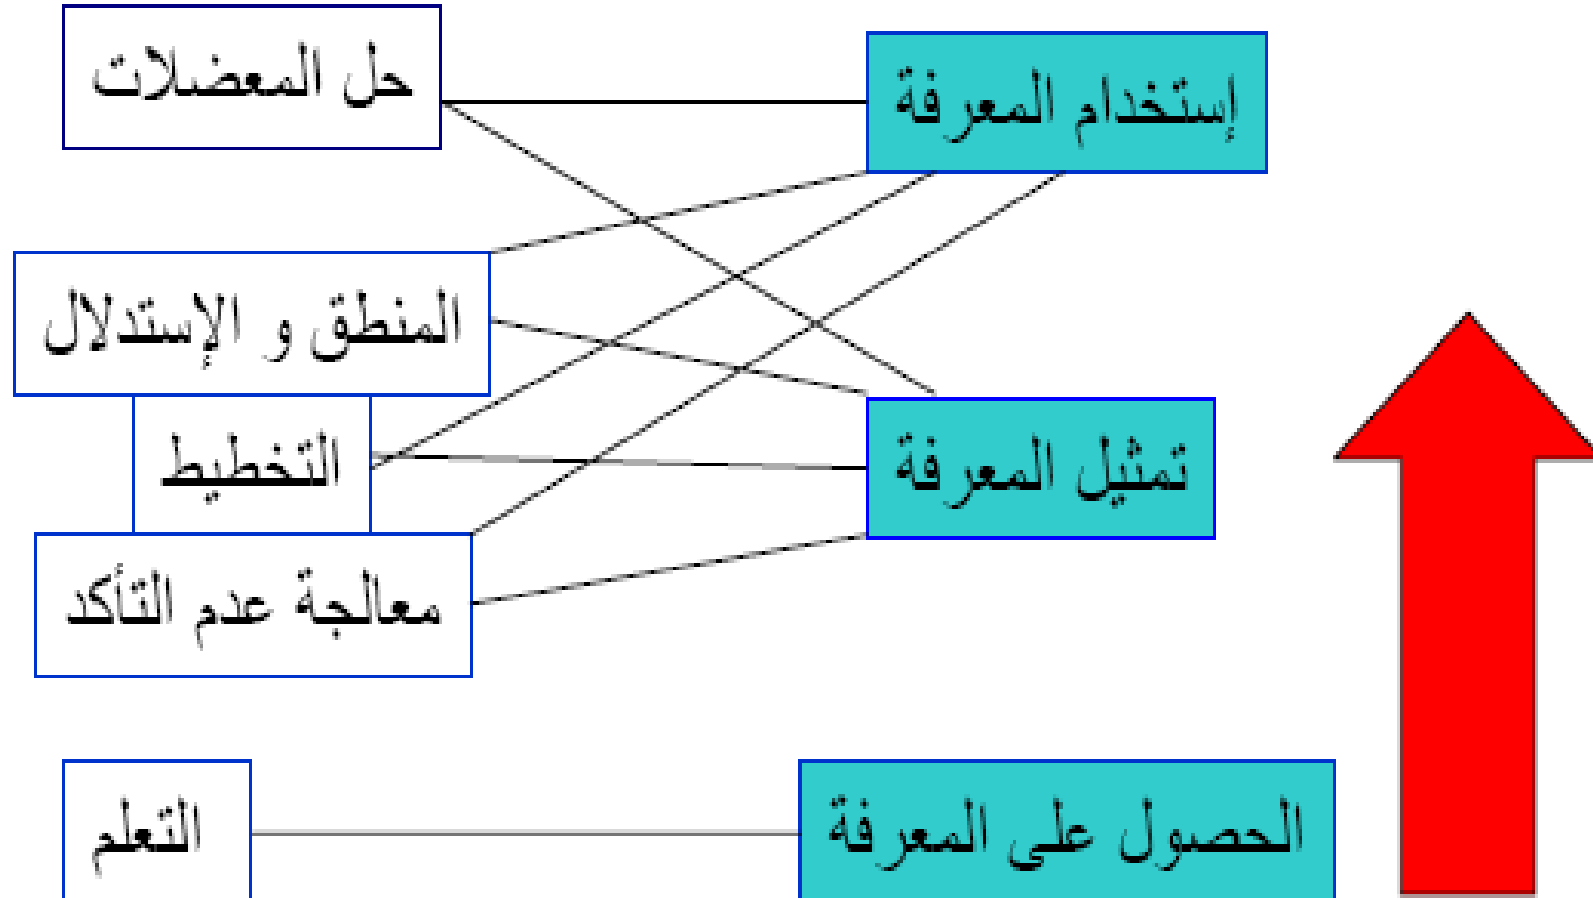 إستخدام المعرفة
حل المعضلات
المنطق و الإستدلال
تمثيل المعرفة
التخطيط
معالجة عدم التأكد
الحصول على المعرفة
التعلم